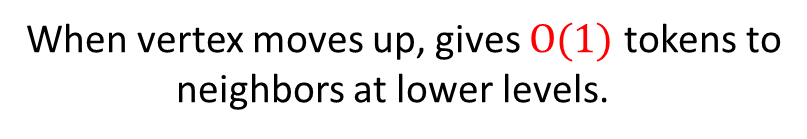 When vertex moves up, gives O(1) tokens to
neighbors at lower levels.